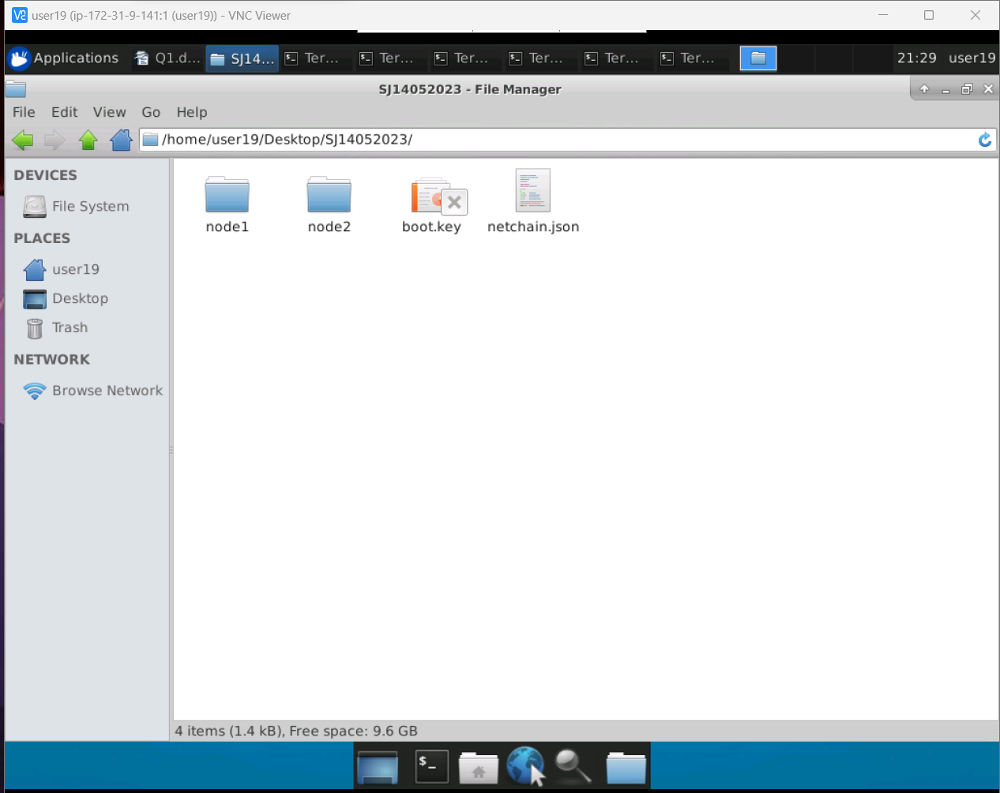 user19 (ip-172-31-9-141:1 (user19)) - VNC Viewer
Applications Q1.d... SJ14... Ter... Ter... Ter... Ter... Ter... Ter... 21:29 user19
SJ14052023 - File Manager
File Edit View Go Help
/home/user19/Desktop/SJ14052023/
DEVICES
File System
PLACES
user19
Desktop
Trash
NETWORK
Browse Network
node1 node2 boot.key netchain.json
4 items (1.4 kB), Free space: 9.6 GB